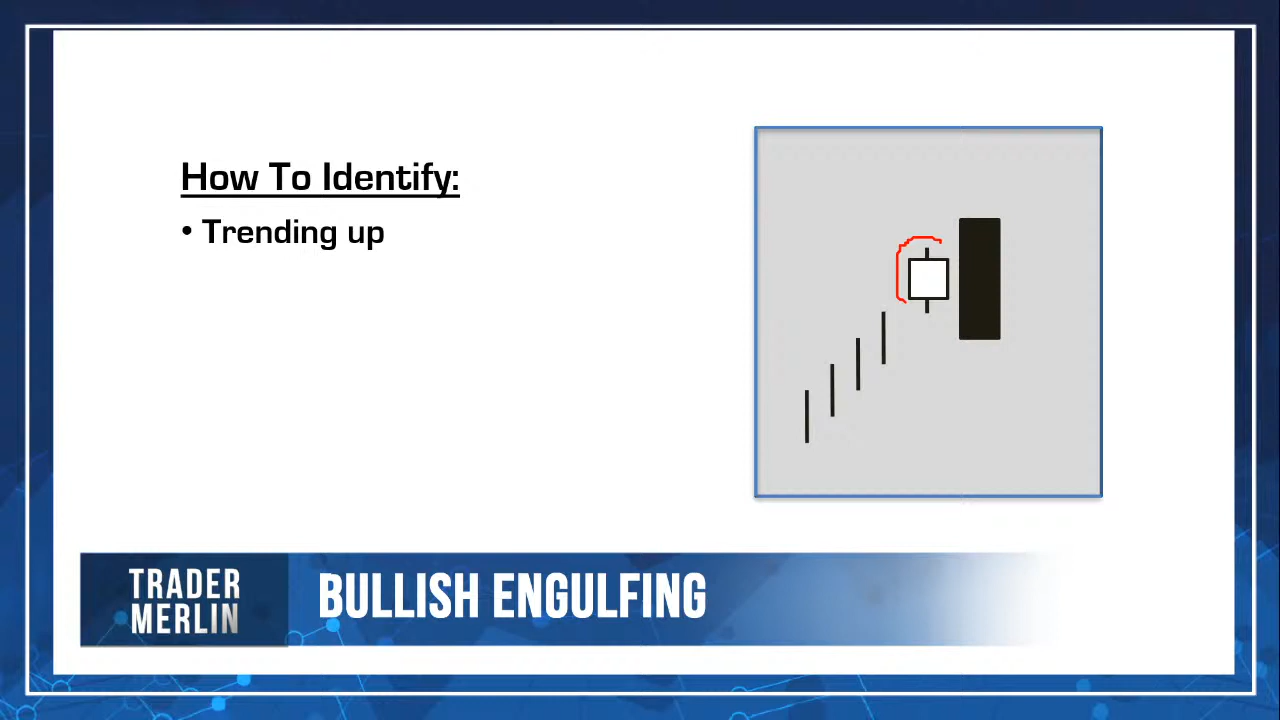 How To Identify:
• Trending up
TRADER
MERLIN
BULLISH ENGULFING